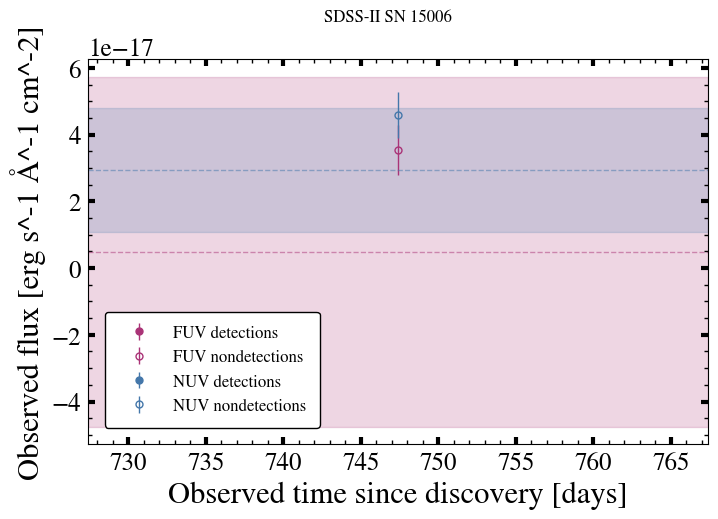 SDSS-II SN 15006
1e−17
6
4
2
0
−2
−4
Observed flux [erg s^-1 Å^-1 cm^-2]
FUV detections
FUV nondetections
NUV detections
NUV nondetections
730 735 740 745 750 755 760 765
Observed time since discovery [days]